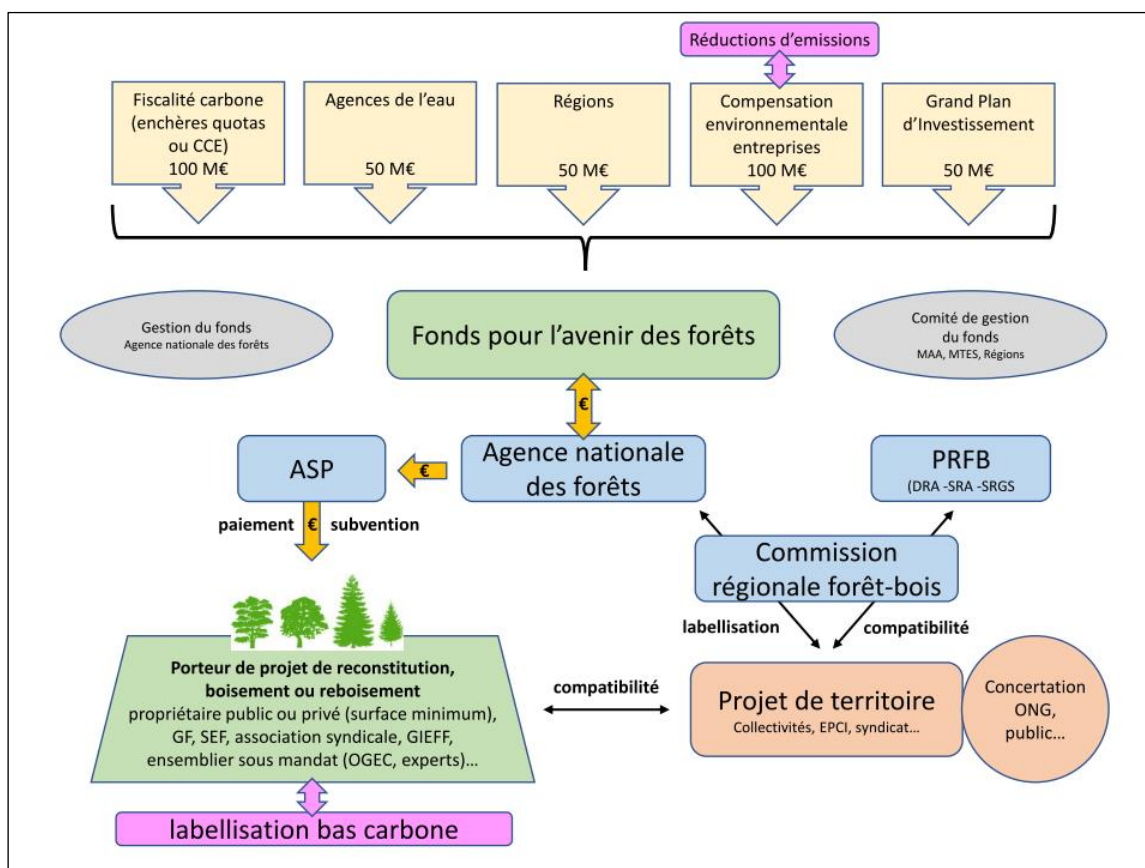 Réductions d'emissions
Fiscalité carbone
(enchères quotas
ou CCE)
100 M€
Agences de l'eau
50 M€
Régions
50 M€
Compensation
environnementale
entreprises
100 M€
Grand Plan
d'Investissement
50 M€
Gestion du fonds
Agence nationale des forêts
Fonds pour l'avenir des forêts
Comité de gestion
du fonds
MAA, MTES, Régions
€
ASP
€
Agence nationale
des forêts
PRFB
(DRA -SRA -SRGS
paiement € subvention
Commission
régionale forêt-bois
labellisation
compatibilité
Porteur de projet de reconstitution,
boisement ou reboisement
propriétaire public ou privé (surface minimum),
GF, SEF, association syndicale, GIEFF,
ensemblier sous mandat (OGEC, experts)…
compatibilité
Projet de territoire
Collectivités, EPCI, syndicat…
Concertation
ONG,
public…
labellisation bas carbone